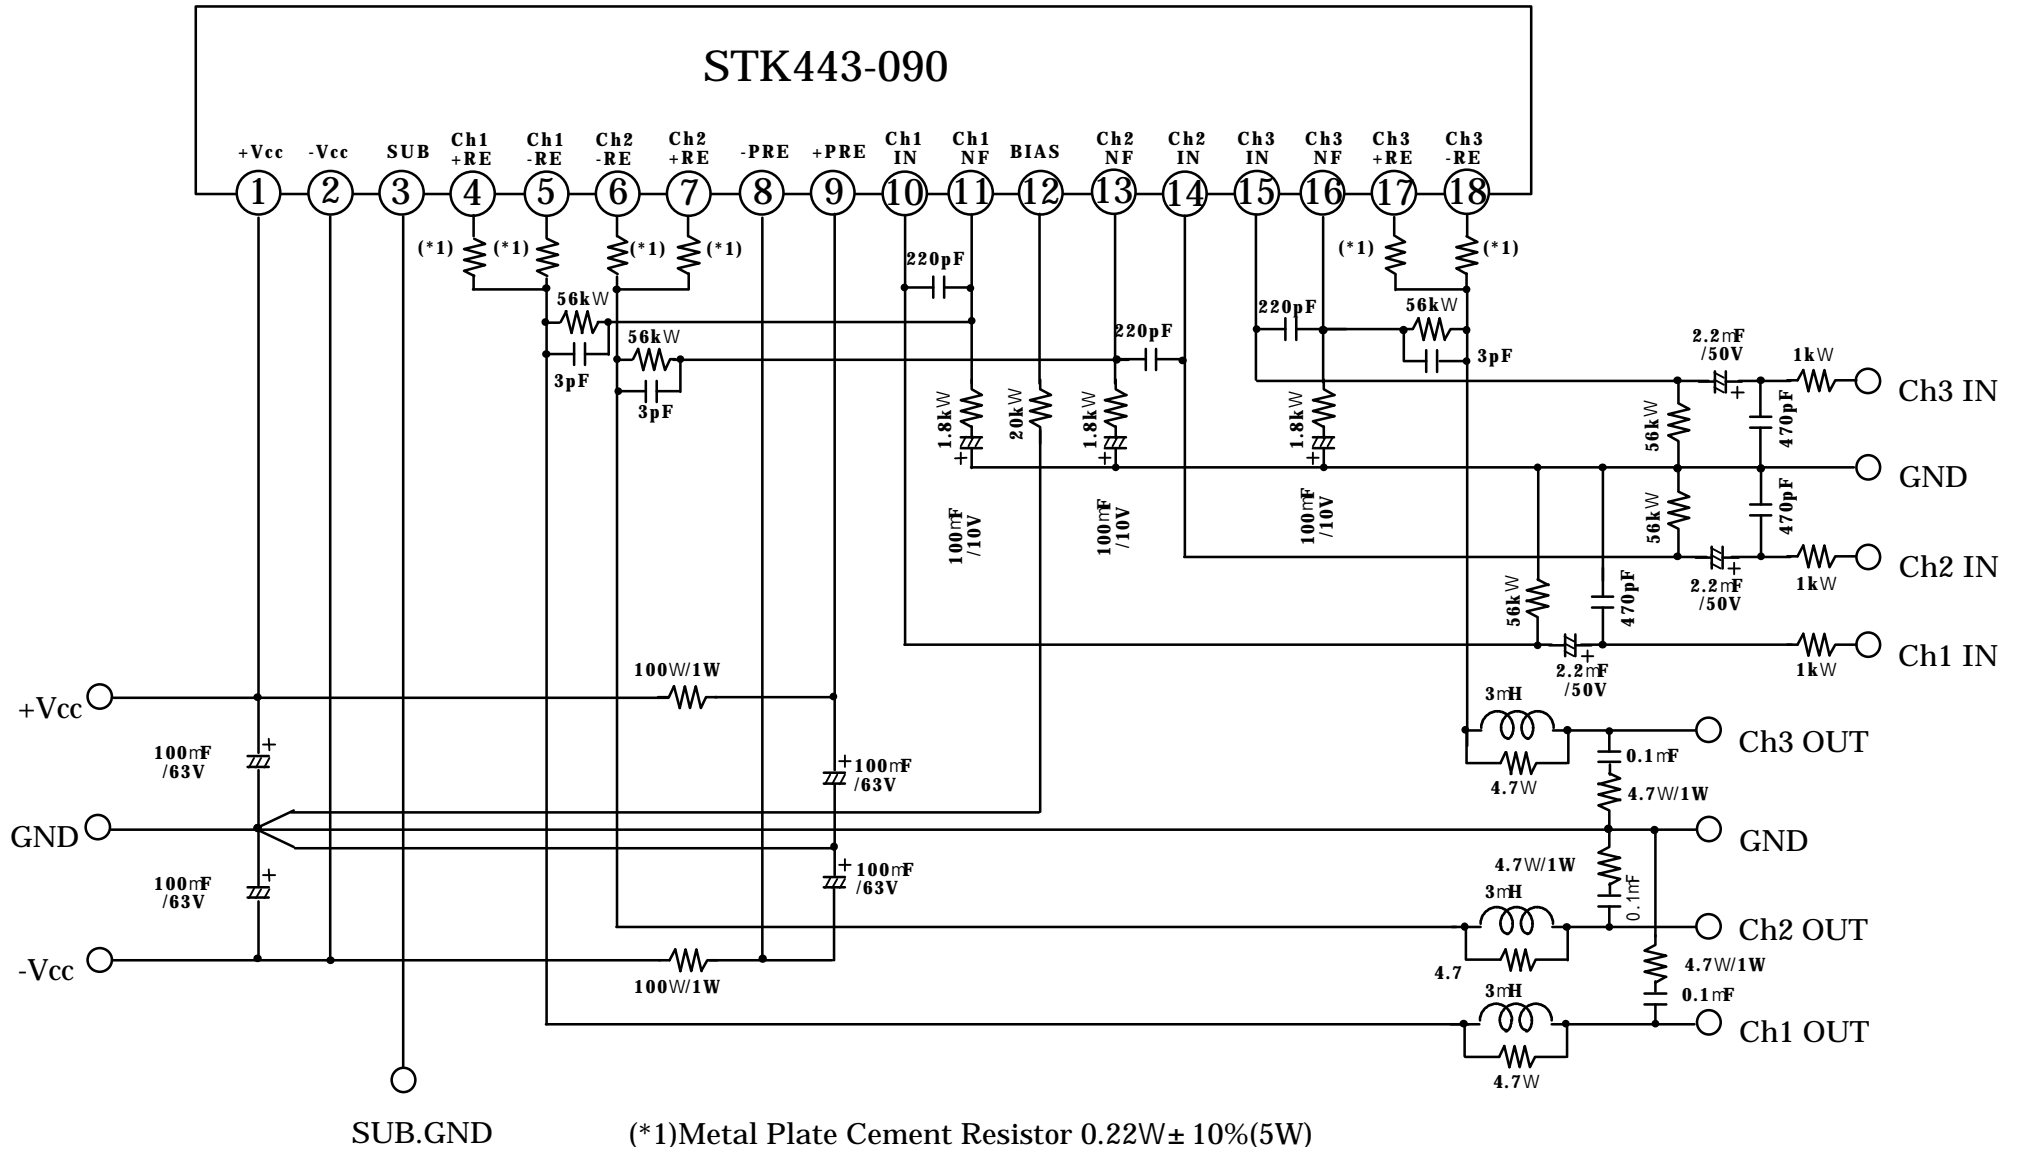 STK443-090
+Vcc -Vcc SUB Ch1 +RE Ch1 -RE Ch2 -RE Ch2 +RE -PRE +PRE Ch1 IN Ch1 NF BIAS Ch2 NF Ch2 IN Ch3 IN Ch3 NF Ch3 +RE Ch3 -RE
1 2 3 4 5 6 7 8 9 10 11 12 13 14 15 16 17 18
(*1) (*1) (*1) (*1) (*1) (*1)
220pF
56kW
220pF
56kW
56kW
220pF
3pF
3pF
3pF
2.2mF
/50V
+
1kW
Ch3 IN
1.8kW
+
20kW
1.8kW
+
1.8kW
+
56kW
470pF
GND
100mF
/10V
100mF
/10V
100mF
/10V
56kW
470pF
2.2mF
/50V
+
1kW
Ch2 IN
56kW
470pF
2.2mF
/50V
+
1kW
Ch1 IN
+Vcc
100W/1W
3mH
4.7W
Ch3 OUT
0.1mF
4.7W/1W
100mF
/63V
+
+
100mF
/63V
GND
GND
100mF
/63V
+
+
100mF
/63V
4.7W/1W
0.1mF
3mH
4.7
Ch2 OUT
-Vcc
100W/1W
4.7W/1W
0.1mF
3mH
4.7W
Ch1 OUT
SUB.GND
(*1)Metal Plate Cement Resistor 0.22W± 10%(5W)